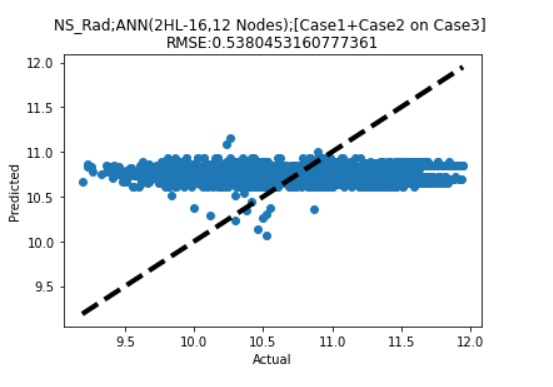 NS_Rad;ANN(2HL-16,12 Nodes);[Case1+Case2 on Case3]
RMSE:0.5380453160777361
12.0
11.5
11.0
10.5
10.0
9.5
Predicted
9.5 10.0 10.5 11.0 11.5 12.0
Actual